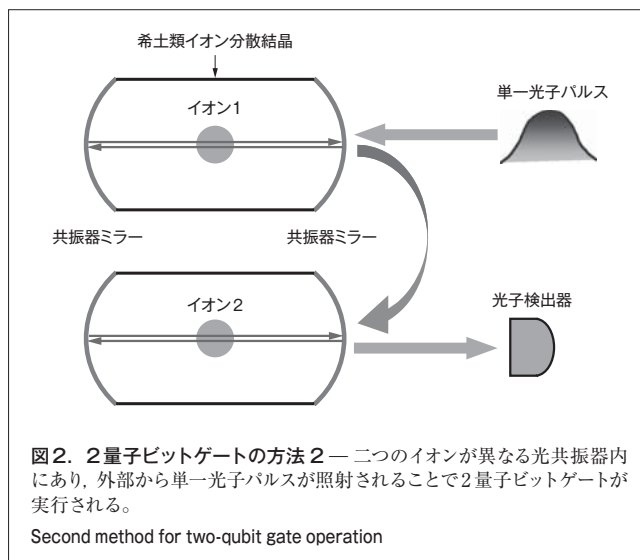 希土類イオン分散結晶
イオン1
単一光子パルス
共振器ミラー
共振器ミラー
イオン2
光子検出器
図2. 2量子ビットゲートの方法2 — 二つのイオンが異なる光共振器内
にあり, 外部から単一光子パルスが照射されることで2量子ビットゲートが
実行される。
Second method for two-qubit gate operation